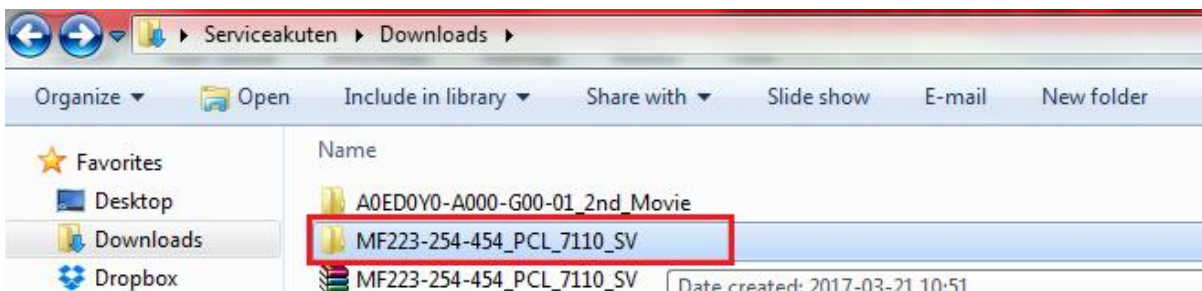 Serviceakuten Downloads
Organize Open Include in library Share with Slide show E-mail New folder
Favorites
Desktop
Downloads
Dropbox
Name
A0ED0Y0-A000-G00-01_2nd_Movie
MF223-254-454_PCL_7110_SV
MF223-254-454_PCL_7110_SV
Date created: 2017-03-21 10:51